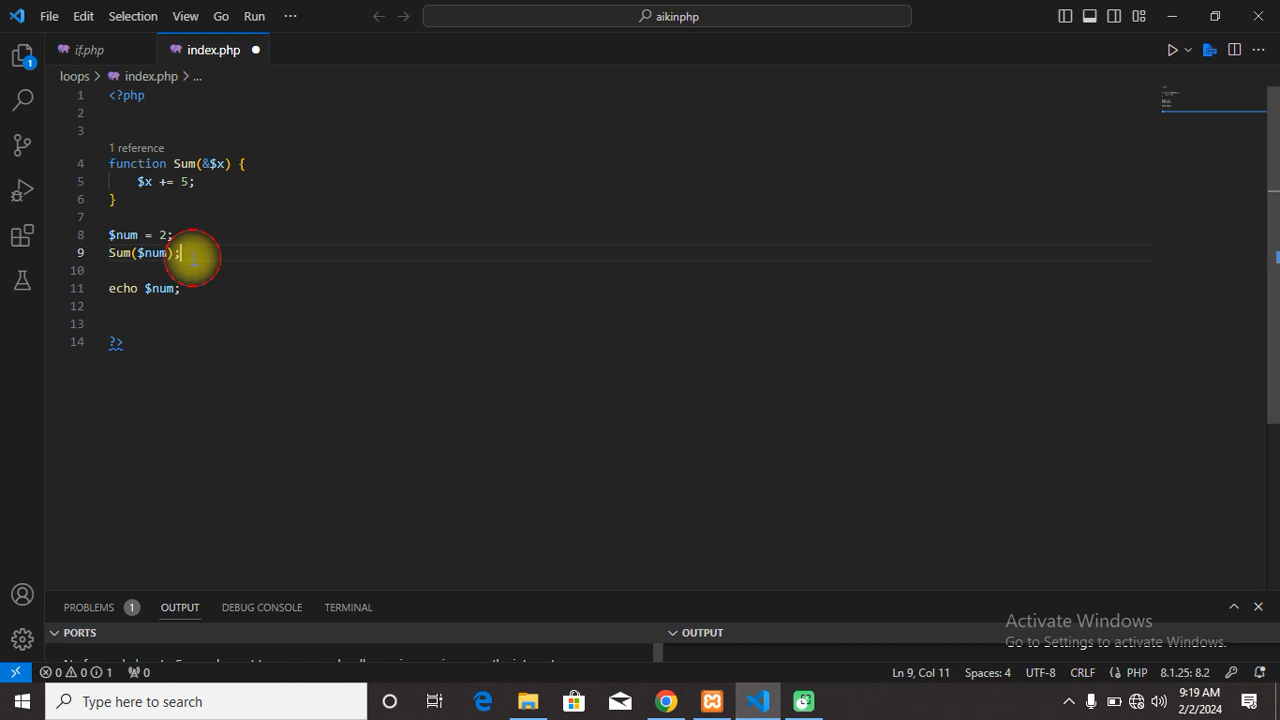 File Edit Selection View Go Run ··· aikinphp
if.php index.php
loops > index.php > ...
1 <?php
2
3
1 reference
4 function Sum(&$x) {
5 $x += 5;
6 }
7
8 $num = 2;
9 Sum($num);
10
11 echo $num;
12
13
14 ?>
PROBLEMS 1 OUTPUT DEBUG CONSOLE TERMINAL
PORTS OUTPUT
Activate Windows
Go to Settings to activate Windows.
0 0 1 0 Ln 9, Col 11 Spaces: 4 UTF-8 CRLF {} PHP 8.1.25: 8.2
Type here to search
9:19 AM
2/2/2024